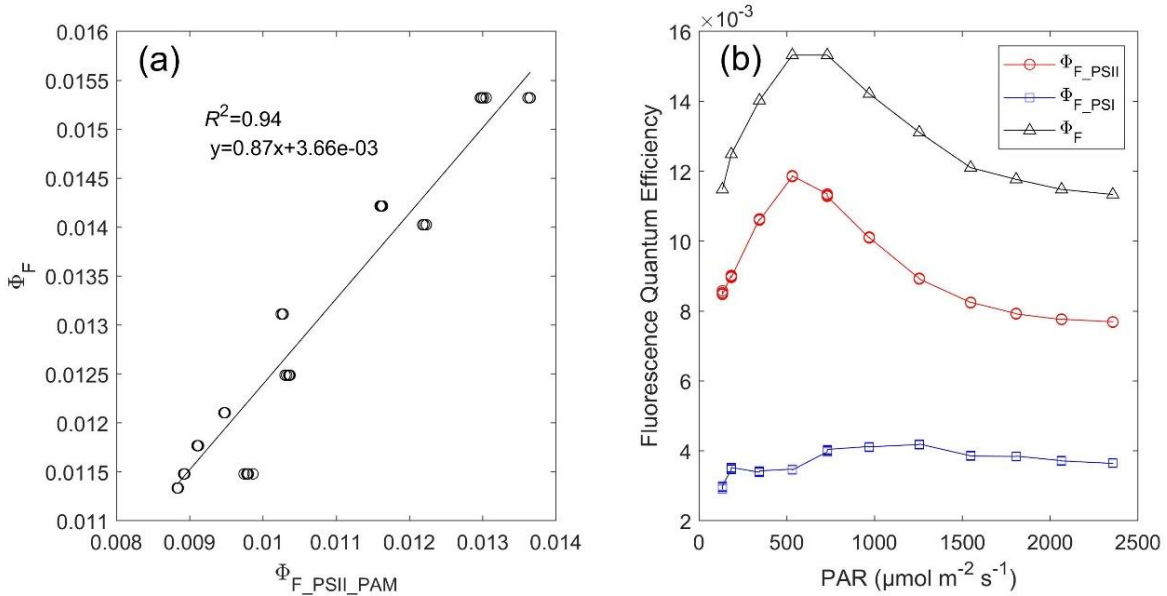 (a)
R²=0.94
y=0.87x+3.66e-03
0.016
0.0155
0.015
0.0145
0.014
0.0135
0.013
0.0125
0.012
0.0115
0.011
Φ_F
0.008 0.009 0.01 0.011 0.012 0.013 0.014
Φ_F_PSII_PAM
×10⁻³
(b)
Φ_F_PSII
Φ_F_PSI
Φ_F
16
14
12
10
8
6
4
2
Fluorescence Quantum Efficiency
0 500 1000 1500 2000 2500
PAR (μmol m⁻² s⁻¹)